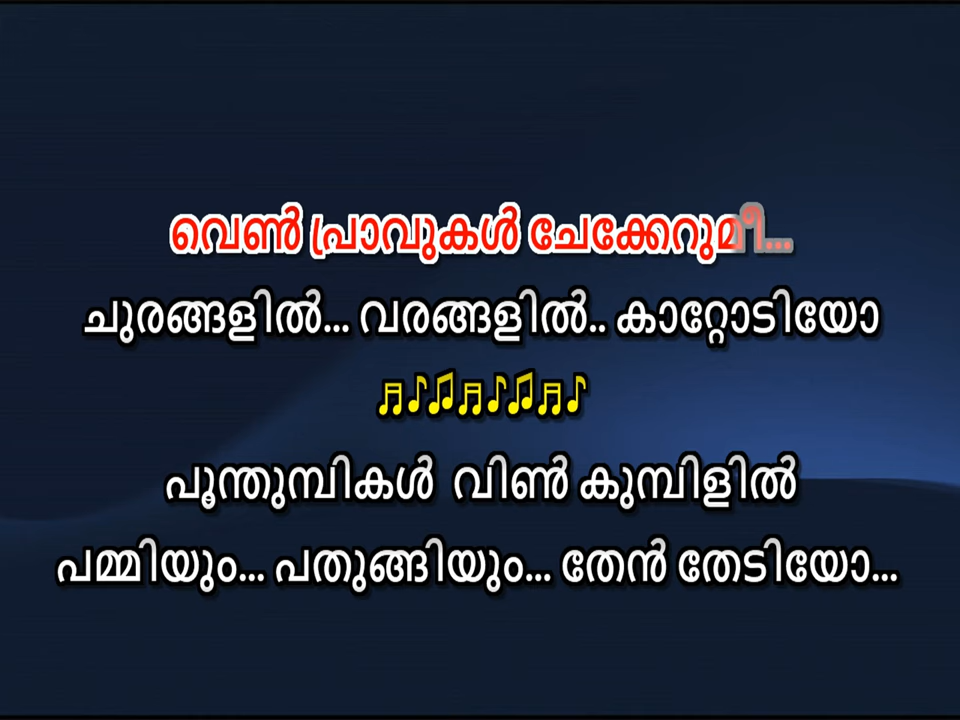 വെൺ പ്രാവുകൾ ചേക്കേറുമീ...
ചുരങ്ങളിൽ... വരങ്ങളിൽ.. കാറ്റോടിയോ
♬♪♫♬♪♫♬♪
പൂന്തുമ്പികൾ വിൺ കുമ്പിളിൽ
പമ്മിയും... പതുങ്ങിയും... തേൻ തേടിയോ...